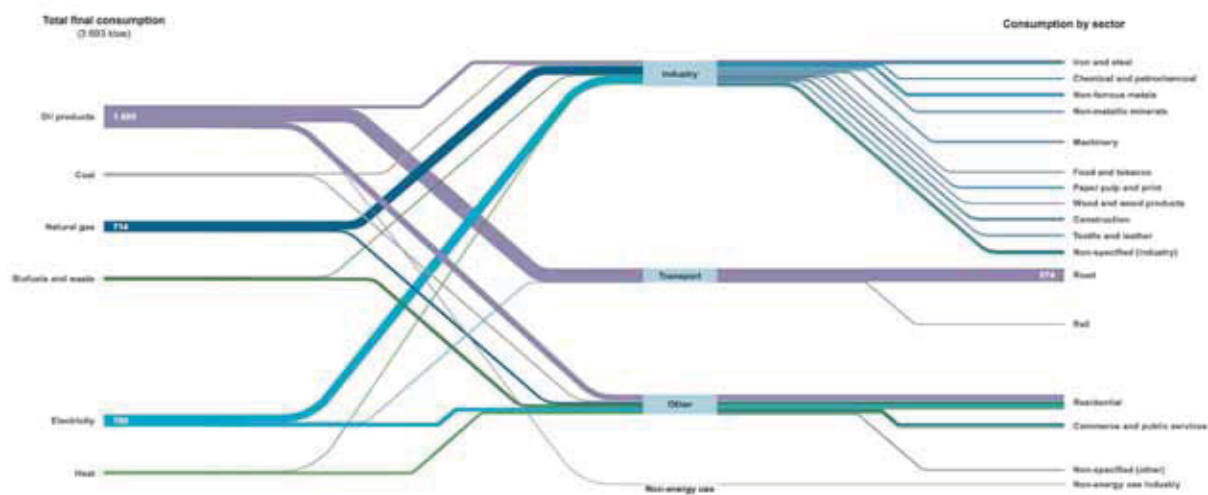 Total final consumption
Consumption by sector
Iron and steel
Industry
Chemical and petrochemical
Non-ferrous metals
Oil products
Non-metallic minerals
Machinery
Coal
Food and tobacco
Paper pulp and print
Wood and wood products
Natural gas
714
Construction
Textile and leather
Non-specified (industry)
Biofuels and waste
Transport
974
Road
Rail
Other
Residential
Electricity
Commerce and public services
Heat
Non-specified (other)
Non-energy use
Non-energy use industry